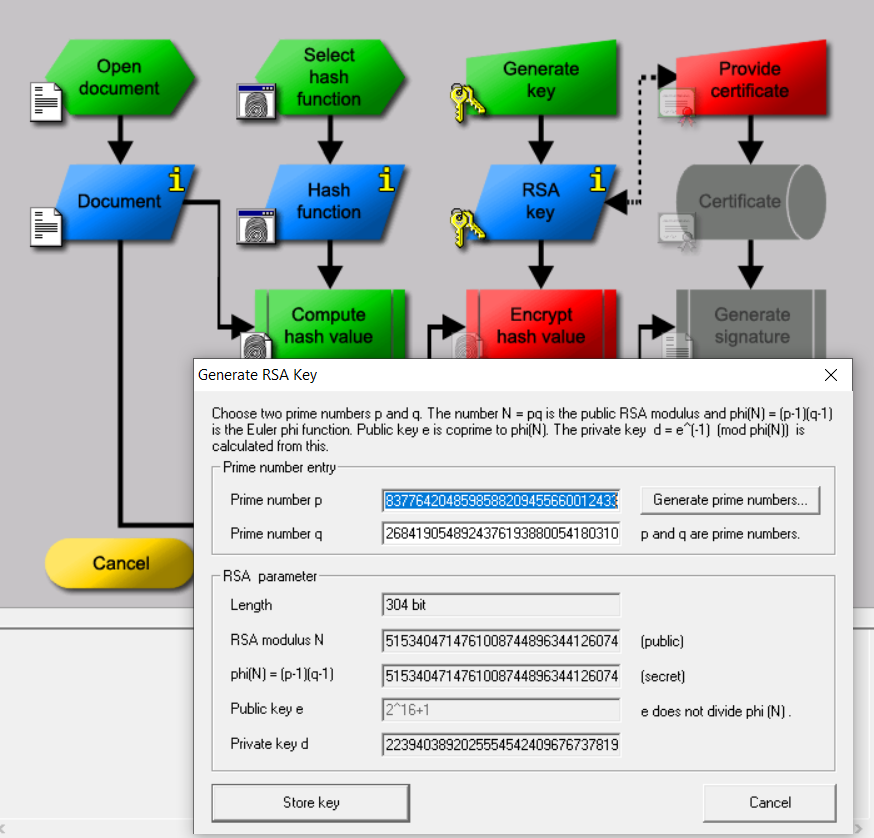 Open
document
Select
hash
function
Generate
key
Provide
certificate
Document
i
Hash
function
i
RSA
key
i
Certificate
Compute
hash value
Encrypt
hash value
Generate
signature
Cancel
Generate RSA Key
Choose two prime numbers p and q. The number N = pq is the public RSA modulus and phi(N) = (p-1)(q-1)
is the Euler phi function. Public key e is coprime to phi(N). The private key d = e^(-1) (mod phi(N)) is
calculated from this.
Prime number entry
Prime number p
8377642048598588209455660012433
Generate prime numbers...
Prime number q
2684190548924376193880054180310
p and q are prime numbers.
RSA parameter
Length
304 bit
RSA modulus N
5153404714761008744896344126074
(public)
phi(N) = (p-1)(q-1)
5153404714761008744896344126074
(secret)
Public key e
2^16+1
e does not divide phi (N) .
Private key d
2239403892025554542409676737819
Store key
Cancel